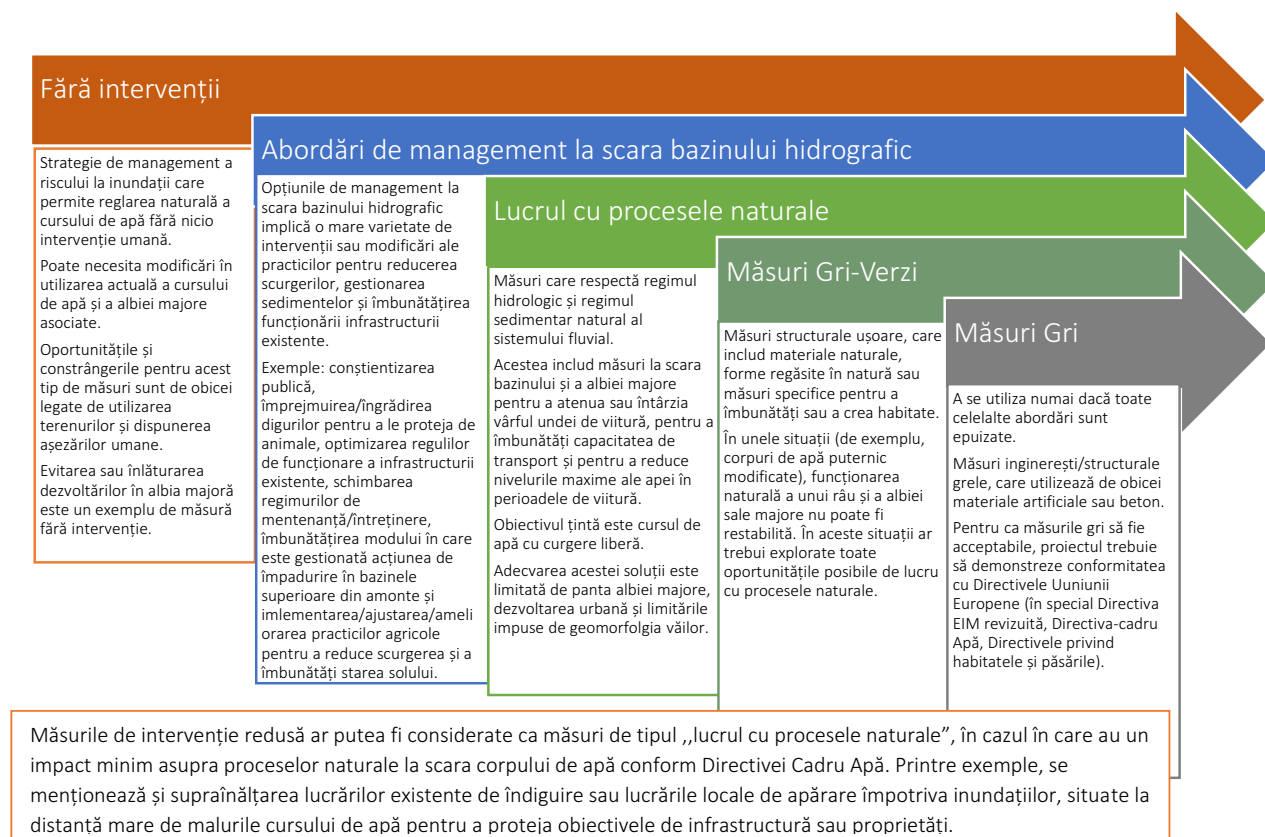 Fără intervenții
Strategie de management a
riscului la inundații care
permite reglarea naturală a
cursului de apă fără nicio
intervenție umană.
Poate necesita modificări în
utilizarea actuală a cursului
de apă și a albiei majore
asociate.
Oportunitățile și
constrângerile pentru acest
tip de măsuri sunt de obicei
legate de utilizarea
terenurilor și dispunerea
așezărilor umane.
Evitarea sau înlăturarea
dezvoltărilor în albia majoră
este un exemplu de măsură
fără intervenție.
Abordări de management la scara bazinului hidrografic
Opțiunile de management la
scara bazinului hidrografic
implică o mare varietate de
intervenții sau modificări ale
practicilor pentru reducerea
scurgerilor, gestionarea
sedimentelor și îmbunătățirea
funcționării infrastructurii
existente.
Exemple: conștientizarea
publică,
împrejmuirea/îngrădirea
digurilor pentru a le proteja de
animale, optimizarea regulilor
de funcționare a infrastructurii
existente, schimbarea
regimurilor de
mentenanță/întreținere,
îmbunătățirea modului în care
este gestionată acțiunea de
împadurire în bazinele
superioare din amonte și
imlementarea/ajustarea/ameli
orarea practicilor agricole
pentru a reduce scurgerea și a
îmbunătăți starea solului.
Lucrul cu procesele naturale
Măsuri care respectă regimul
hidrologic și regimul
sedimentar natural al
sistemului fluvial.
Acestea includ măsuri la scara
bazinului și a albiei majore
pentru a atenua sau întârzia
vârful undei de viitură, pentru a
îmbunătăți capacitatea de
transport și pentru a reduce
nivelurile maxime ale apei în
perioadele de viitură.
Obiectivul țintă este cursul de
apă cu curgere liberă.
Adecvarea acestei soluții este
limitată de panta albiei majore,
dezvoltarea urbană și limitările
impuse de geomorfolgia văilor.
Măsuri Gri-Verzi
Măsuri structurale ușoare, care
includ materiale naturale,
forme regăsite în natură sau
măsuri specifice pentru a
îmbunătăți sau a crea habitate.
În unele situații (de exemplu,
corpuri de apă puternic
modificate), funcționarea
naturală a unui râu și a albiei
sale majore nu poate fi
restabilită. În aceste situații ar
trebui explorate toate
oportunitățile posibile de lucru
cu procesele naturale.
Măsuri Gri
A se utiliza numai dacă toate
celelalte abordări sunt
epuizate.
Măsuri inginerești/structurale
grele, care utilizează de obicei
materiale artificiale sau beton.
Pentru ca măsurile gri să fie
acceptabile, proiectul trebuie
să demonstreze conformitatea
cu Directivele Uuniunii
Europene (în special Directiva
EIM revizuită, Directiva-cadru
Apă, Directivele privind
habitatele și păsările).
Măsurile de intervenție redusă ar putea fi considerate ca măsuri de tipul ,,lucrul cu procesele naturale”, în cazul în care au un
impact minim asupra proceselor naturale la scara corpului de apă conform Directivei Cadru Apă. Printre exemple, se
menționează și supraînălțarea lucrărilor existente de îndiguire sau lucrările locale de apărare împotriva inundațiilor, situate la
distanță mare de malurile cursului de apă pentru a proteja obiectivele de infrastructură sau proprietăți.